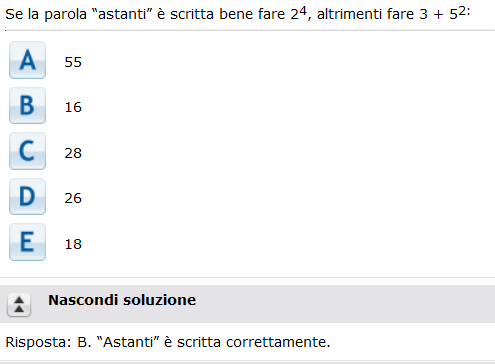 Se la parola “astanti” è scritta bene fare 2⁴, altrimenti fare 3 + 5²:
A 55
B 16
C 28
D 26
E 18
Nascondi soluzione
Risposta: B. “Astanti” è scritta correttamente.